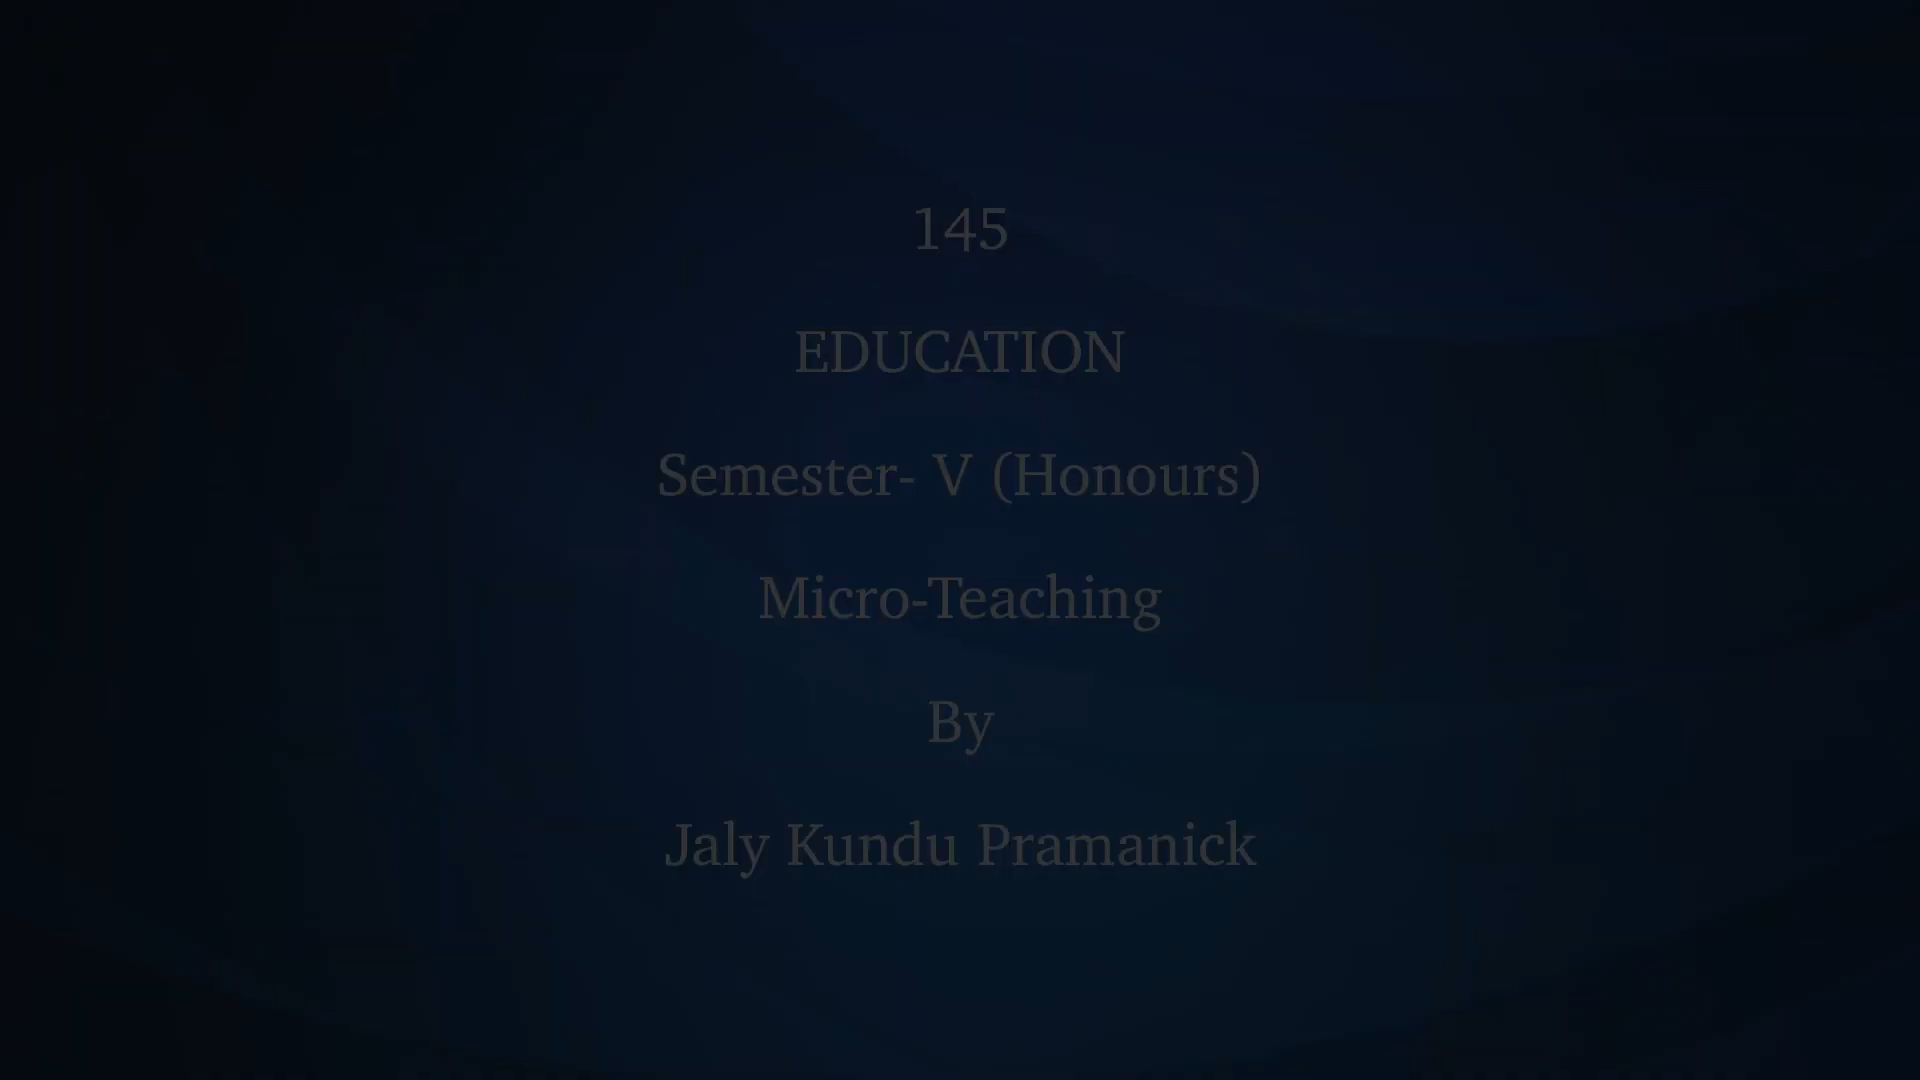 145
EDUCATION
Semester- V (Honours)
Micro-Teaching
By
Jaly Kundu Pramanick